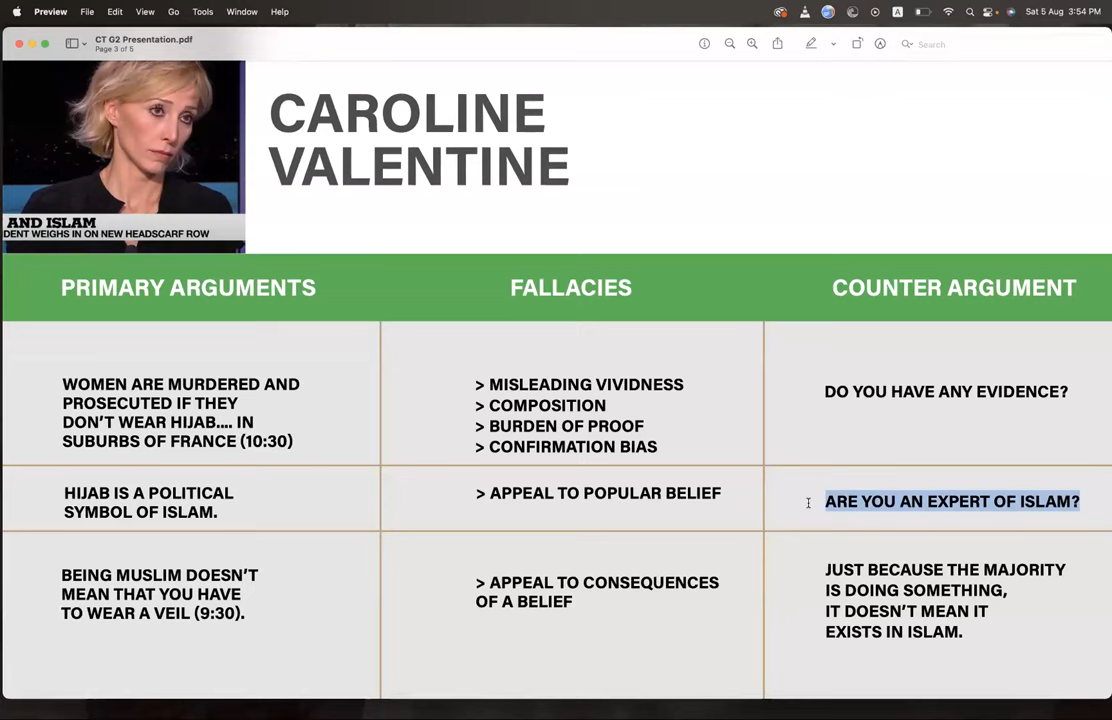 Preview File Edit View Go Tools Window Help
A
Sat 5 Aug 3:54 PM
CT G2 Presentation.pdf
Page 3 of 5
Search
AND ISLAM
DENT WEIGHS IN ON NEW HEADSCARF ROW
CAROLINE
VALENTINE
PRIMARY ARGUMENTS
FALLACIES
COUNTER ARGUMENT
WOMEN ARE MURDERED AND
PROSECUTED IF THEY
DON'T WEAR HIJAB.... IN
SUBURBS OF FRANCE (10:30)
> MISLEADING VIVIDNESS
> COMPOSITION
> BURDEN OF PROOF
> CONFIRMATION BIAS
DO YOU HAVE ANY EVIDENCE?
HIJAB IS A POLITICAL
SYMBOL OF ISLAM.
> APPEAL TO POPULAR BELIEF
ARE YOU AN EXPERT OF ISLAM?
BEING MUSLIM DOESN'T
MEAN THAT YOU HAVE
TO WEAR A VEIL (9:30).
> APPEAL TO CONSEQUENCES
OF A BELIEF
JUST BECAUSE THE MAJORITY
IS DOING SOMETHING,
IT DOESN'T MEAN IT
EXISTS IN ISLAM.